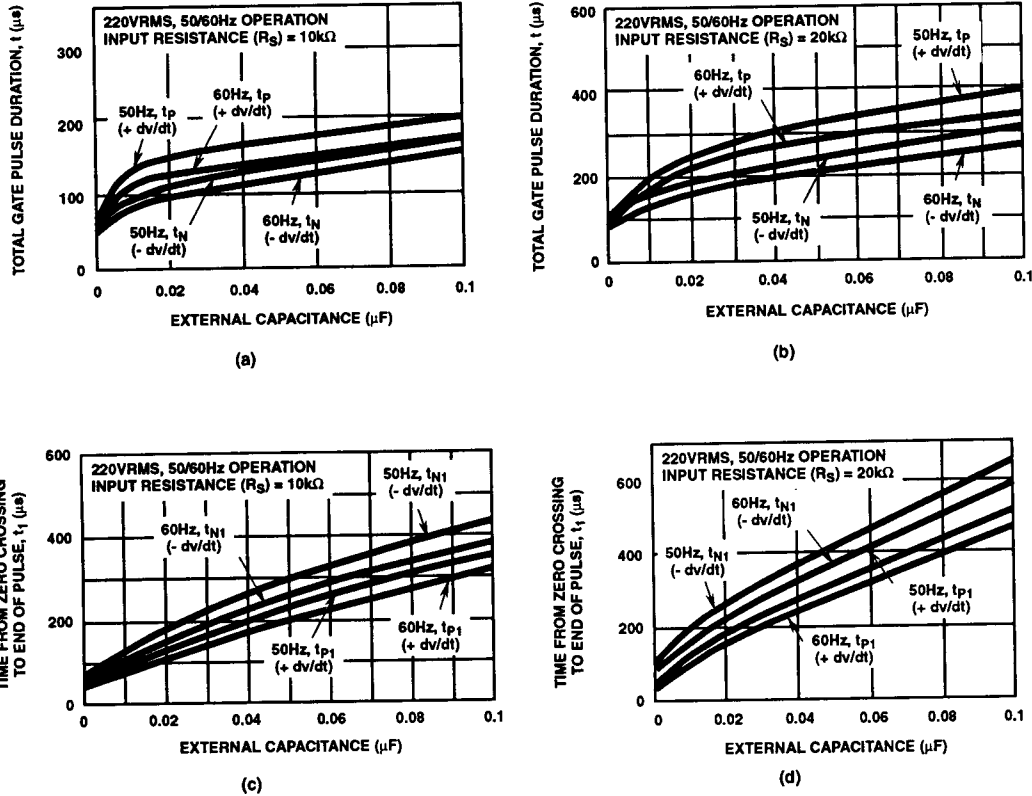 220VRMS, 50/60Hz OPERATION
INPUT RESISTANCE (RS) = 10kΩ
TOTAL GATE PULSE DURATION, t (µs)
300
200
100
0
50Hz, tP
(+ dv/dt)
60Hz, tP
(+ dv/dt)
50Hz, tN
(- dv/dt)
60Hz, tN
(- dv/dt)
0
0.02
0.04
0.06
0.08
0.1
EXTERNAL CAPACITANCE (µF)
(a)
220VRMS, 50/60Hz OPERATION
INPUT RESISTANCE (RS) = 20kΩ
TOTAL GATE PULSE DURATION, t (µs)
600
400
200
0
50Hz, tP
(+ dv/dt)
60Hz, tP
(+ dv/dt)
50Hz, tN
(- dv/dt)
60Hz, tN
(- dv/dt)
0
0.02
0.04
0.06
0.08
0.1
EXTERNAL CAPACITANCE (µF)
(b)
220VRMS, 50/60Hz OPERATION
INPUT RESISTANCE (RS) = 10kΩ
TIME FROM ZERO CROSSING
TO END OF PULSE, t1 (µs)
600
400
200
0
50Hz, tN1
(- dv/dt)
60Hz, tN1
(- dv/dt)
50Hz, tP1
(+ dv/dt)
60Hz, tP1
(+ dv/dt)
0
0.02
0.04
0.06
0.08
0.1
EXTERNAL CAPACITANCE (µF)
(c)
220VRMS, 50/60Hz OPERATION
INPUT RESISTANCE (RS) = 20kΩ
TIME FROM ZERO CROSSING
TO END OF PULSE, t1 (µs)
600
400
200
0
60Hz, tN1
(- dv/dt)
50Hz, tN1
(- dv/dt)
50Hz, tP1
(+ dv/dt)
60Hz, tP1
(+ dv/dt)
0
0.02
0.04
0.06
0.08
0.1
EXTERNAL CAPACITANCE (µF)
(d)